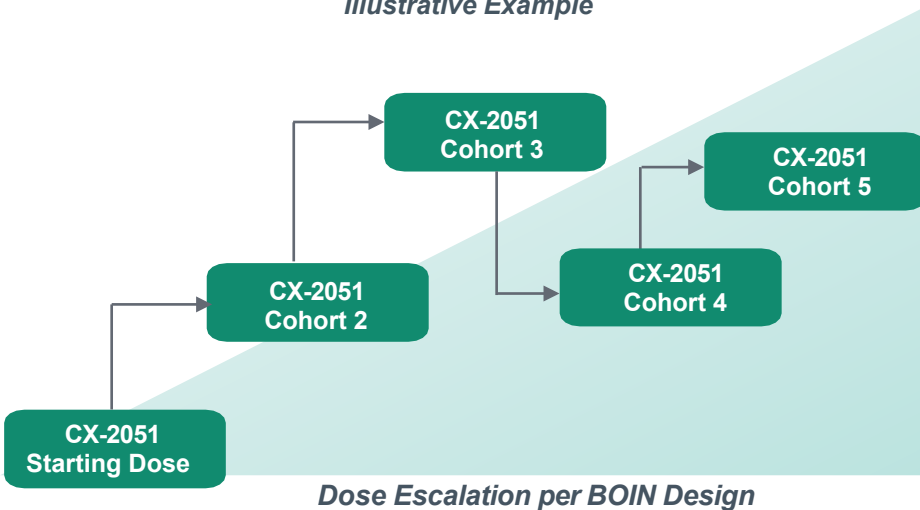 Illustrative Example
CX-2051
Cohort 3
CX-2051
Cohort 5
CX-2051
Cohort 2
CX-2051
Cohort 4
CX-2051
Starting Dose
Dose Escalation per BOIN Design